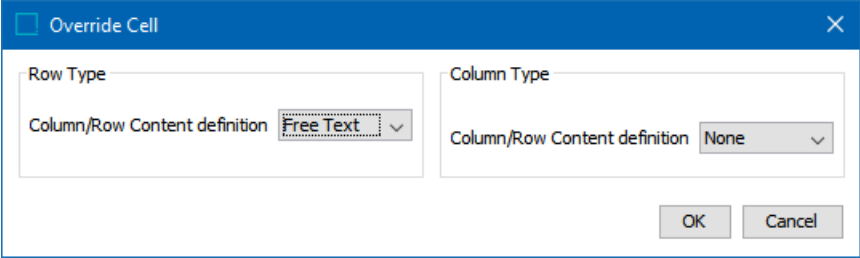 Override Cell
Row Type
Column/Row Content definition Free Text
Column Type
Column/Row Content definition None
OK Cancel